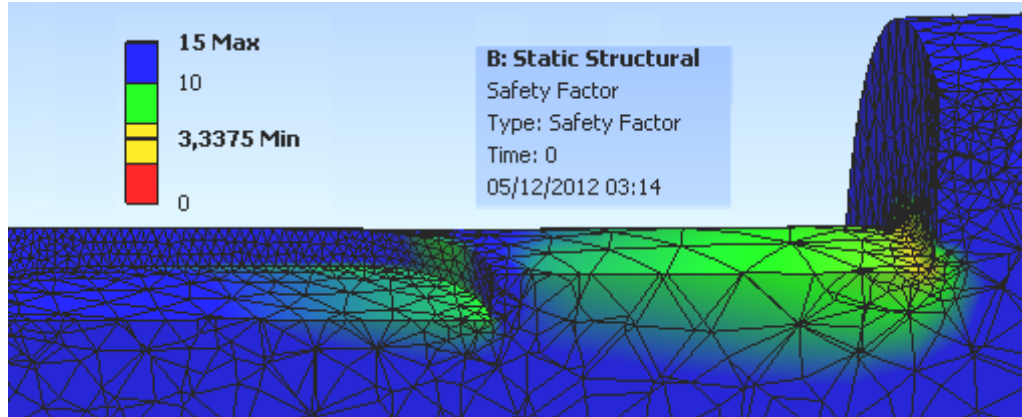 15 Max
10
3,3375 Min
0
B: Static Structural
Safety Factor
Type: Safety Factor
Time: 0
05/12/2012 03:14